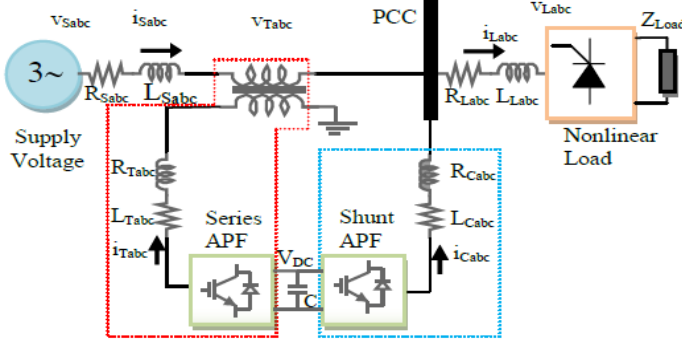 vSabc
iSabc
vTabc
PCC
iLabc
vLabc
ZLoad
3~
RSabc
LSabc
RLabc
LLabc
Supply
Voltage
Nonlinear
Load
RTabc
LTabc
iTabc
Series
APF
VDC
C
Shunt
APF
RCabc
LCabc
iCabc